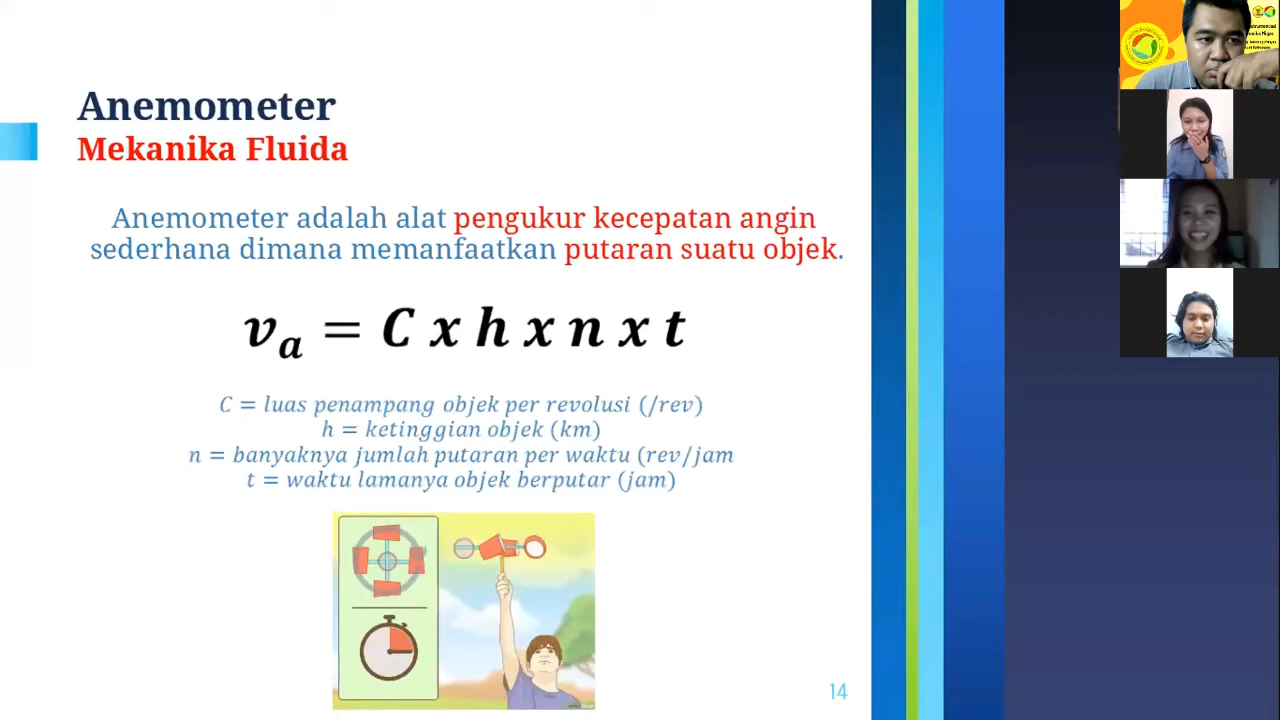 Anemometer
Mekanika Fluida
Anemometer adalah alat pengukur kecepatan angin
sederhana dimana memanfaatkan putaran suatu objek.
v_a = C x h x n x t
C = luas penampang objek per revolusi (/rev)
h = ketinggian objek (km)
n = banyaknya jumlah putaran per waktu (rev/jam
t = waktu lamanya objek berputar (jam)
14